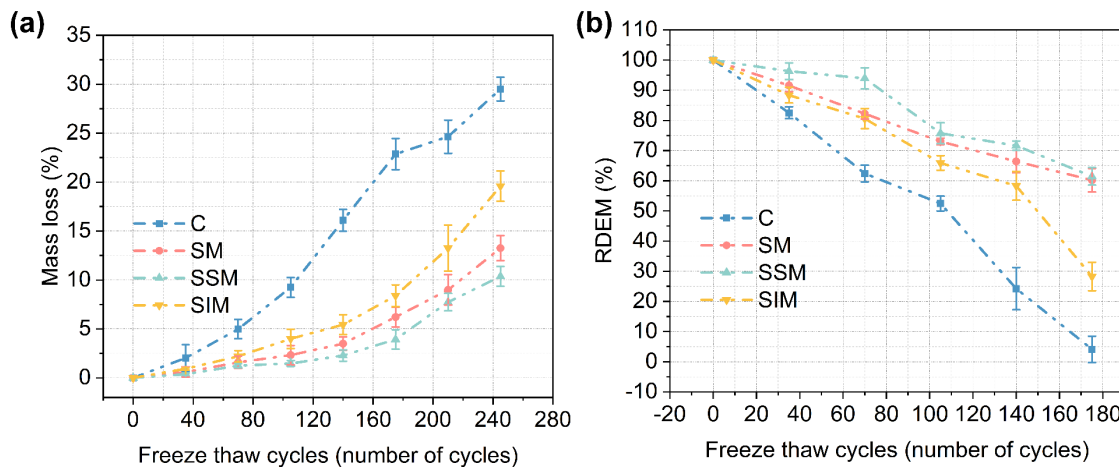 (a)
35
30
25
20
15
10
5
0
Mass loss (%)
C
SM
SSM
SIM
0 40 80 120 160 200 240 280
Freeze thaw cycles (number of cycles)
(b)
110
100
90
80
70
60
50
40
30
20
10
0
-10
RDEM (%)
C
SM
SSM
SIM
-20 0 20 40 60 80 100 120 140 160 180
Freeze thaw cycles (number of cycles)